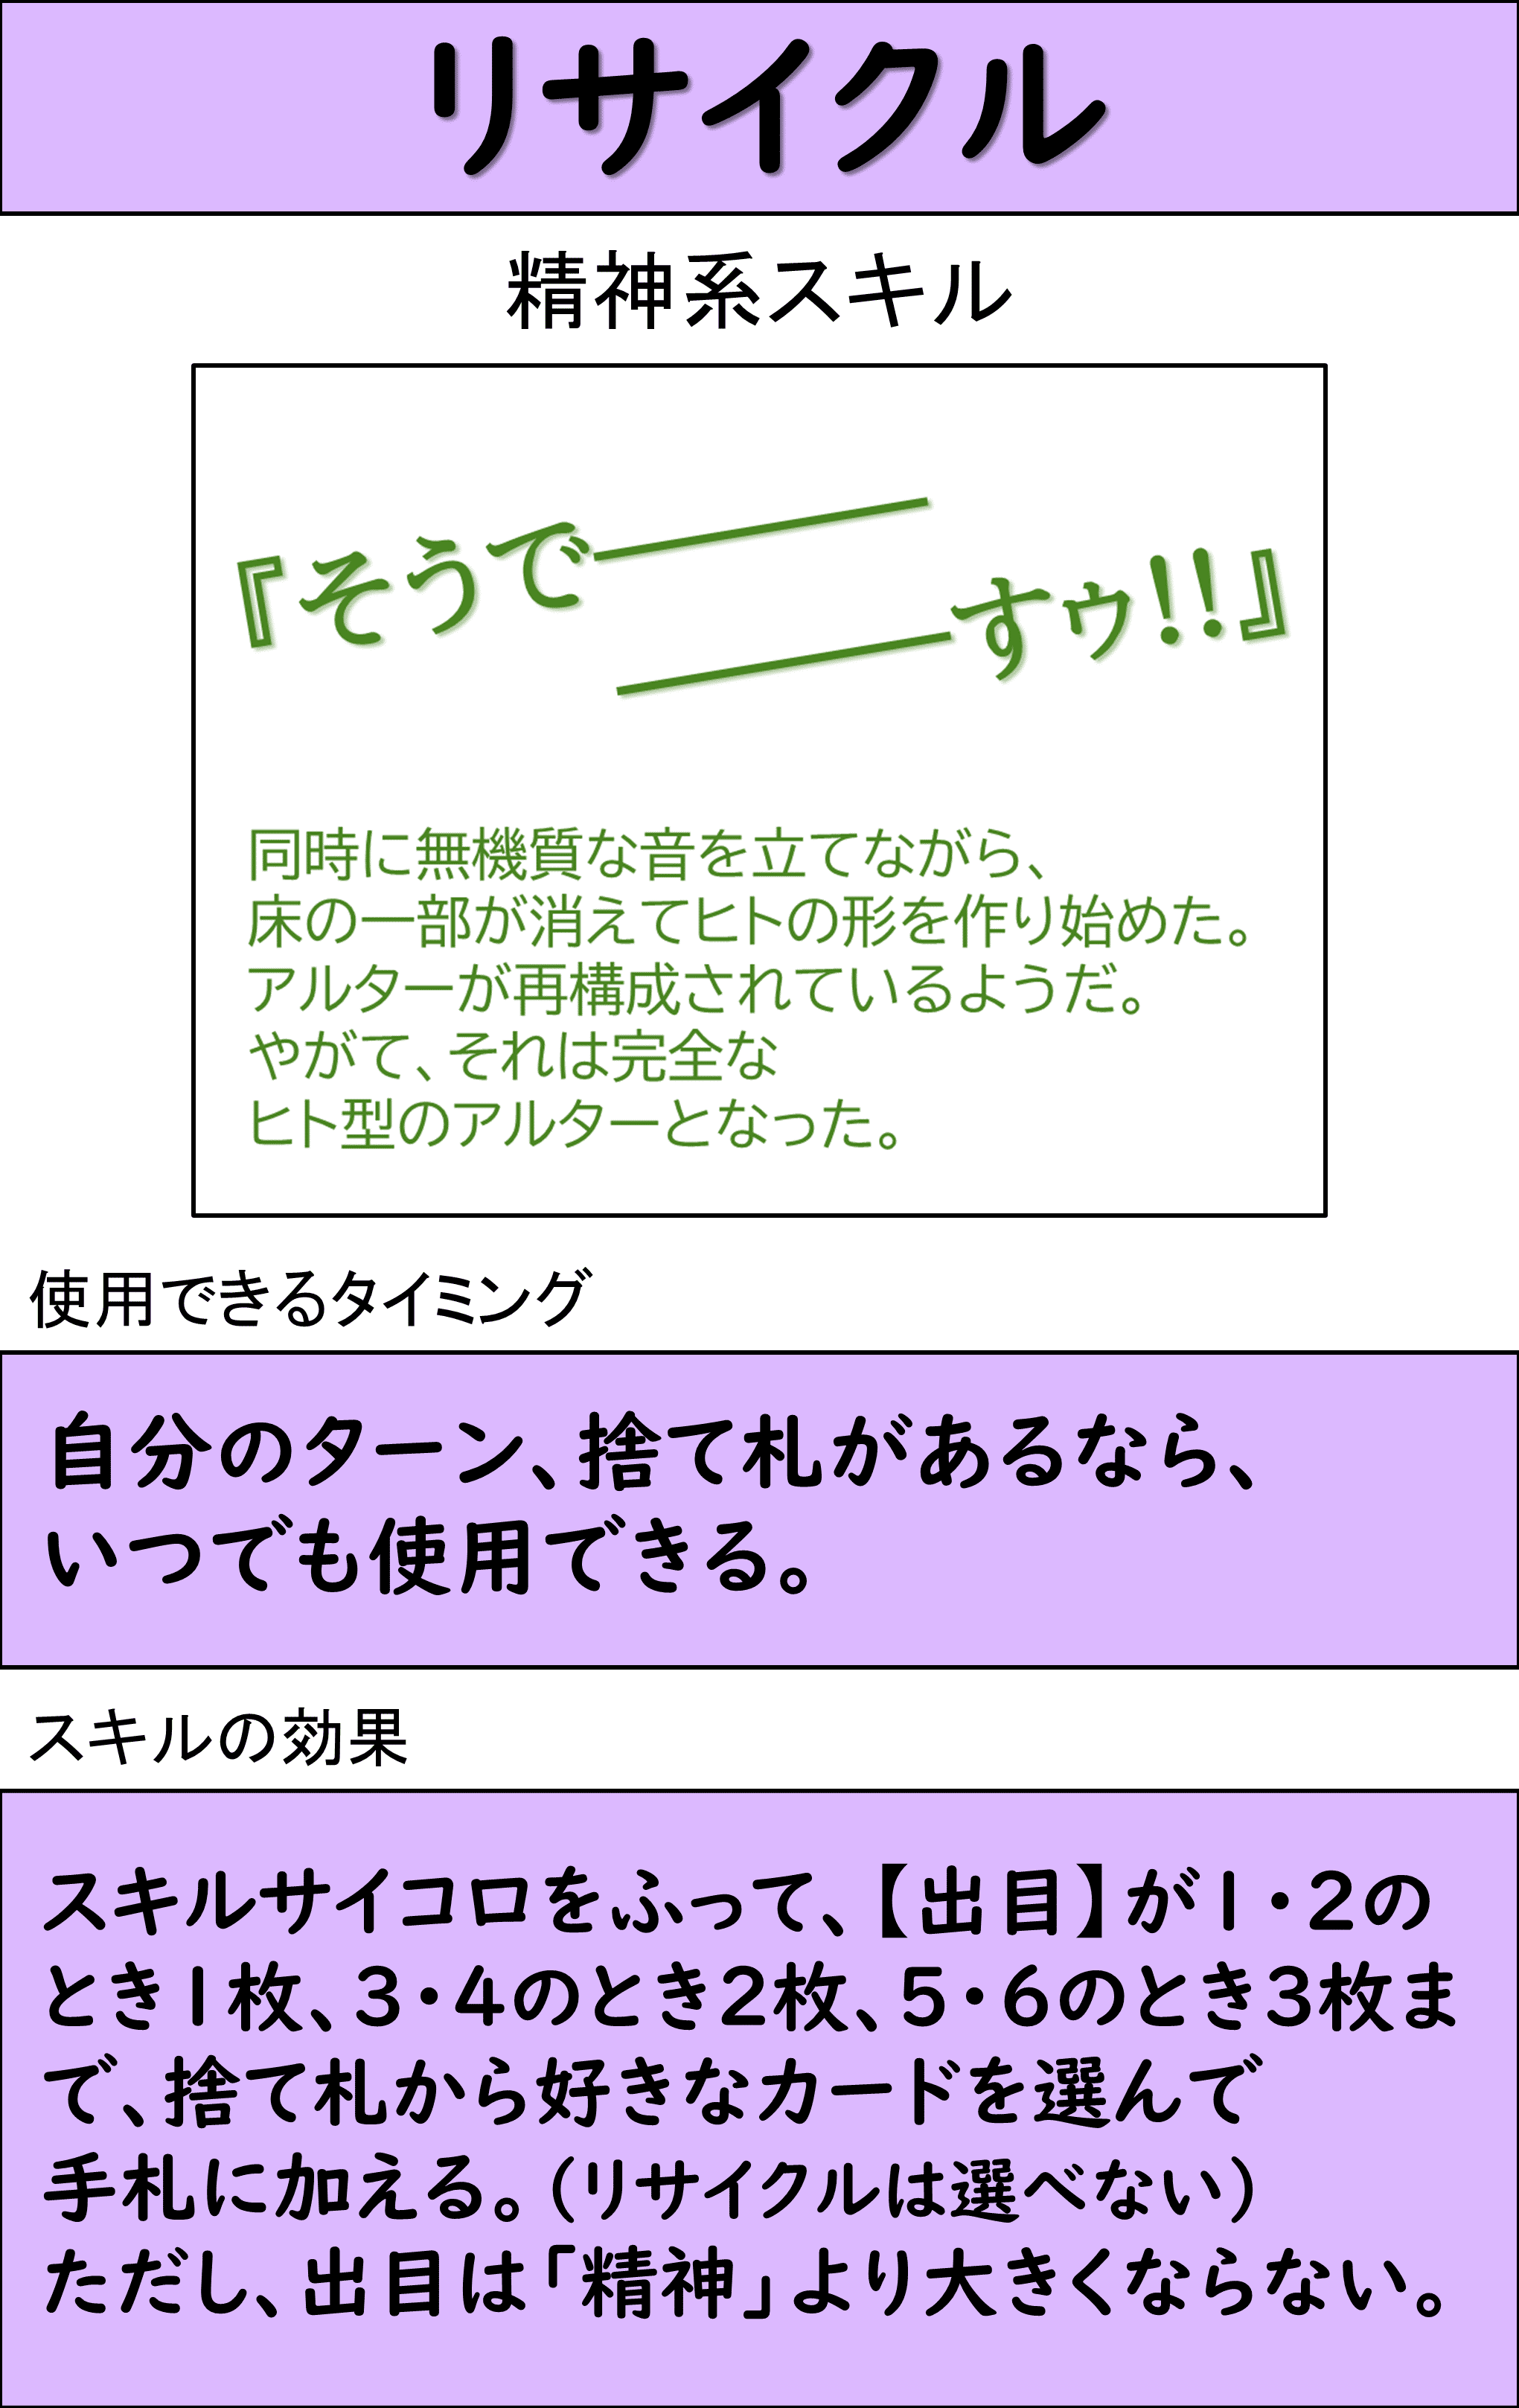 リサイクル
精神系スキル
『そうで――――
――――すゥ!!』
同時に無機質な音を立てながら、
床の一部が消えてヒトの形を作り始めた。
アルターが再構成されているようだ。
やがて、それは完全な
ヒト型のアルターとなった。
使用できるタイミング
自分のターン、捨て札があるなら、
いつでも使用できる。
スキルの効果
スキルサイコロをふって、【出目】が1・2の
とき1枚、3・4のとき2枚、5・6のとき3枚ま
で、捨て札から好きなカードを選んで
手札に加える。(リサイクルは選べない)
ただし、出目は「精神」より大きくならない。